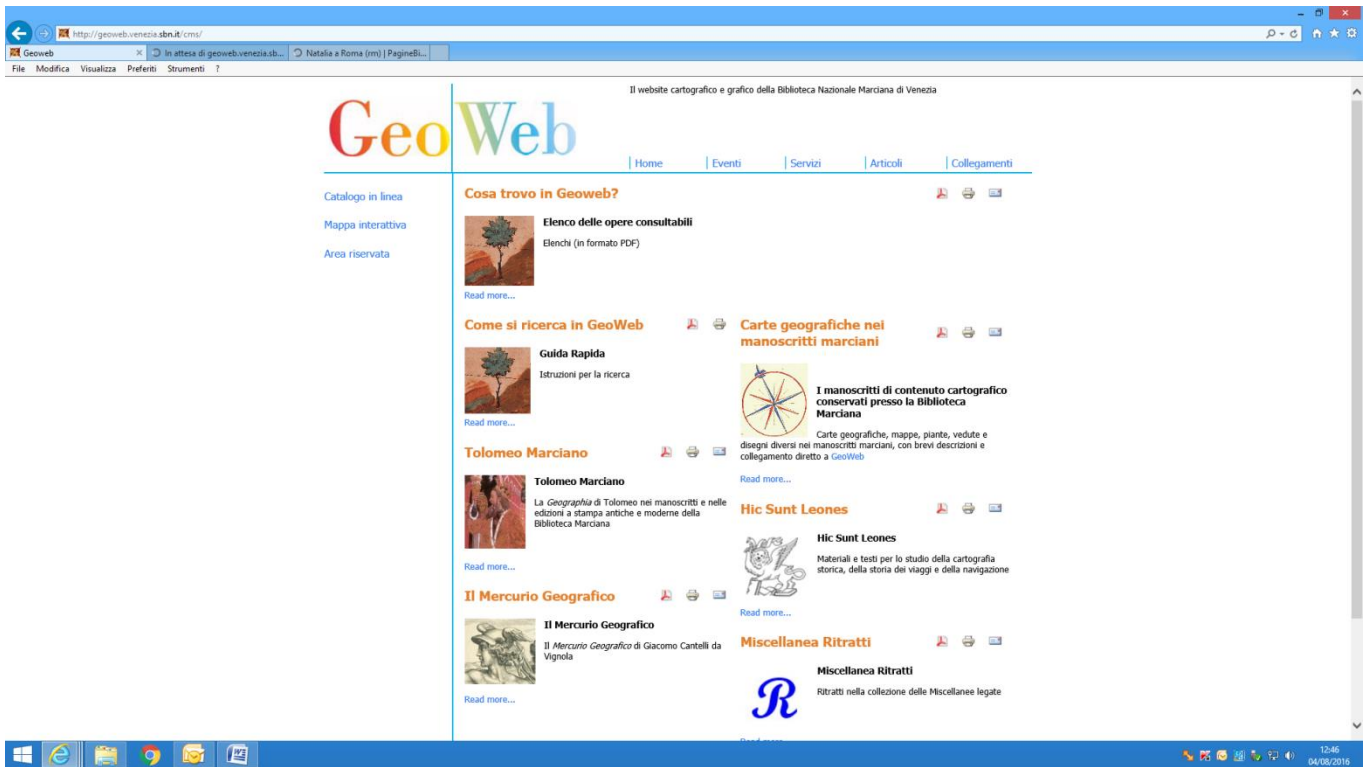 http://geoweb.venezia.sbn.it/cms/
Geoweb
In attesa di geoweb.venezia.sb...
Natalia a Roma (rm) | PagineBi...
File Modifica Visualizza Preferiti Strumenti ?
Il website cartografico e grafico della Biblioteca Nazionale Marciana di Venezia
GeoWeb
Home Eventi Servizi Articoli Collegamenti
Catalogo in linea
Mappa interattiva
Area riservata
Cosa trovo in Geoweb?
Elenco delle opere consultabili
Elenchi (in formato PDF)
Read more...
Come si ricerca in GeoWeb
Guida Rapida
Istruzioni per la ricerca
Read more...
Tolomeo Marciano
Tolomeo Marciano
La Geographia di Tolomeo nei manoscritti e nelle
edizioni a stampa antiche e moderne della
Biblioteca Marciana
Read more...
Il Mercurio Geografico
Il Mercurio Geografico
Il Mercurio Geografico di Giacomo Cantelli da
Vignola
Read more...
Carte geografiche nei
manoscritti marciani
I manoscritti di contenuto cartografico
conservati presso la Biblioteca
Marciana
Carte geografiche, mappe, piante, vedute e
disegni diversi nei manoscritti marciani, con brevi descrizioni e
collegamento diretto a GeoWeb
Read more...
Hic Sunt Leones
Hic Sunt Leones
Materiali e testi per lo studio della cartografia
storica, della storia dei viaggi e della navigazione
Read more...
Miscellanea Ritratti
R
Miscellanea Ritratti
Ritratti nella collezione delle Miscellanee legate
12:46
04/08/2016